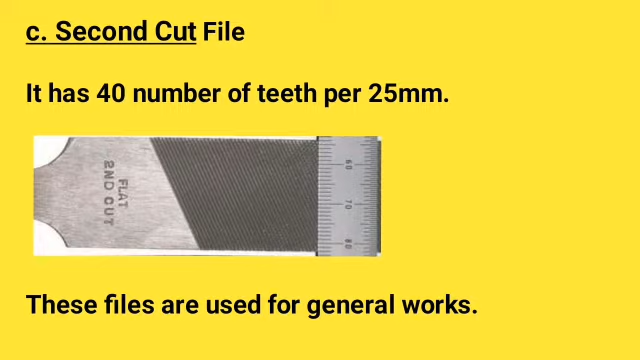 c. Second Cut File
It has 40 number of teeth per 25mm.
FLAT
2ND CUT
60
70
80
These files are used for general works.